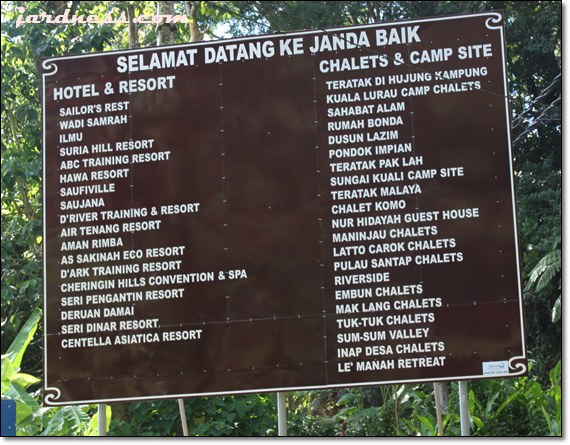 jardness.com
SELAMAT DATANG KE JANDA BAIK
HOTEL & RESORT
SAILOR'S REST
WADI SAMRAH
ILMU
SURIA HILL RESORT
ABC TRAINING RESORT
HAWA RESORT
SAUFIVILLE
SAUJANA
D'RIVER TRAINING & RESORT
AIR TENANG RESORT
AMAN RIMBA
AS SAKINAH ECO RESORT
D'ARK TRAINING RESORT
CHERINGIN HILLS CONVENTION & SPA
SERI PENGANTIN RESORT
DERUAN DAMAI
SERI DINAR RESORT
CENTELLA ASIATICA RESORT
CHALETS & CAMP SITE
TERATAK DI HUJUNG KAMPUNG
KUALA LURAU CAMP CHALETS
SAHABAT ALAM
RUMAH BONDA
DUSUN LAZIM
PONDOK IMPIAN
TERATAK PAK LAH
SUNGAI KUALI CAMP SITE
TERATAK MALAYA
CHALET KOMO
NUR HIDAYAH GUEST HOUSE
MANINJAU CHALETS
LATTO CAROK CHALETS
PULAU SANTAP CHALETS
RIVERSIDE
EMBUN CHALETS
MAK LANG CHALETS
TUK-TUK CHALETS
SUM-SUM VALLEY
INAP DESA CHALETS
LE' MANAH RETREAT